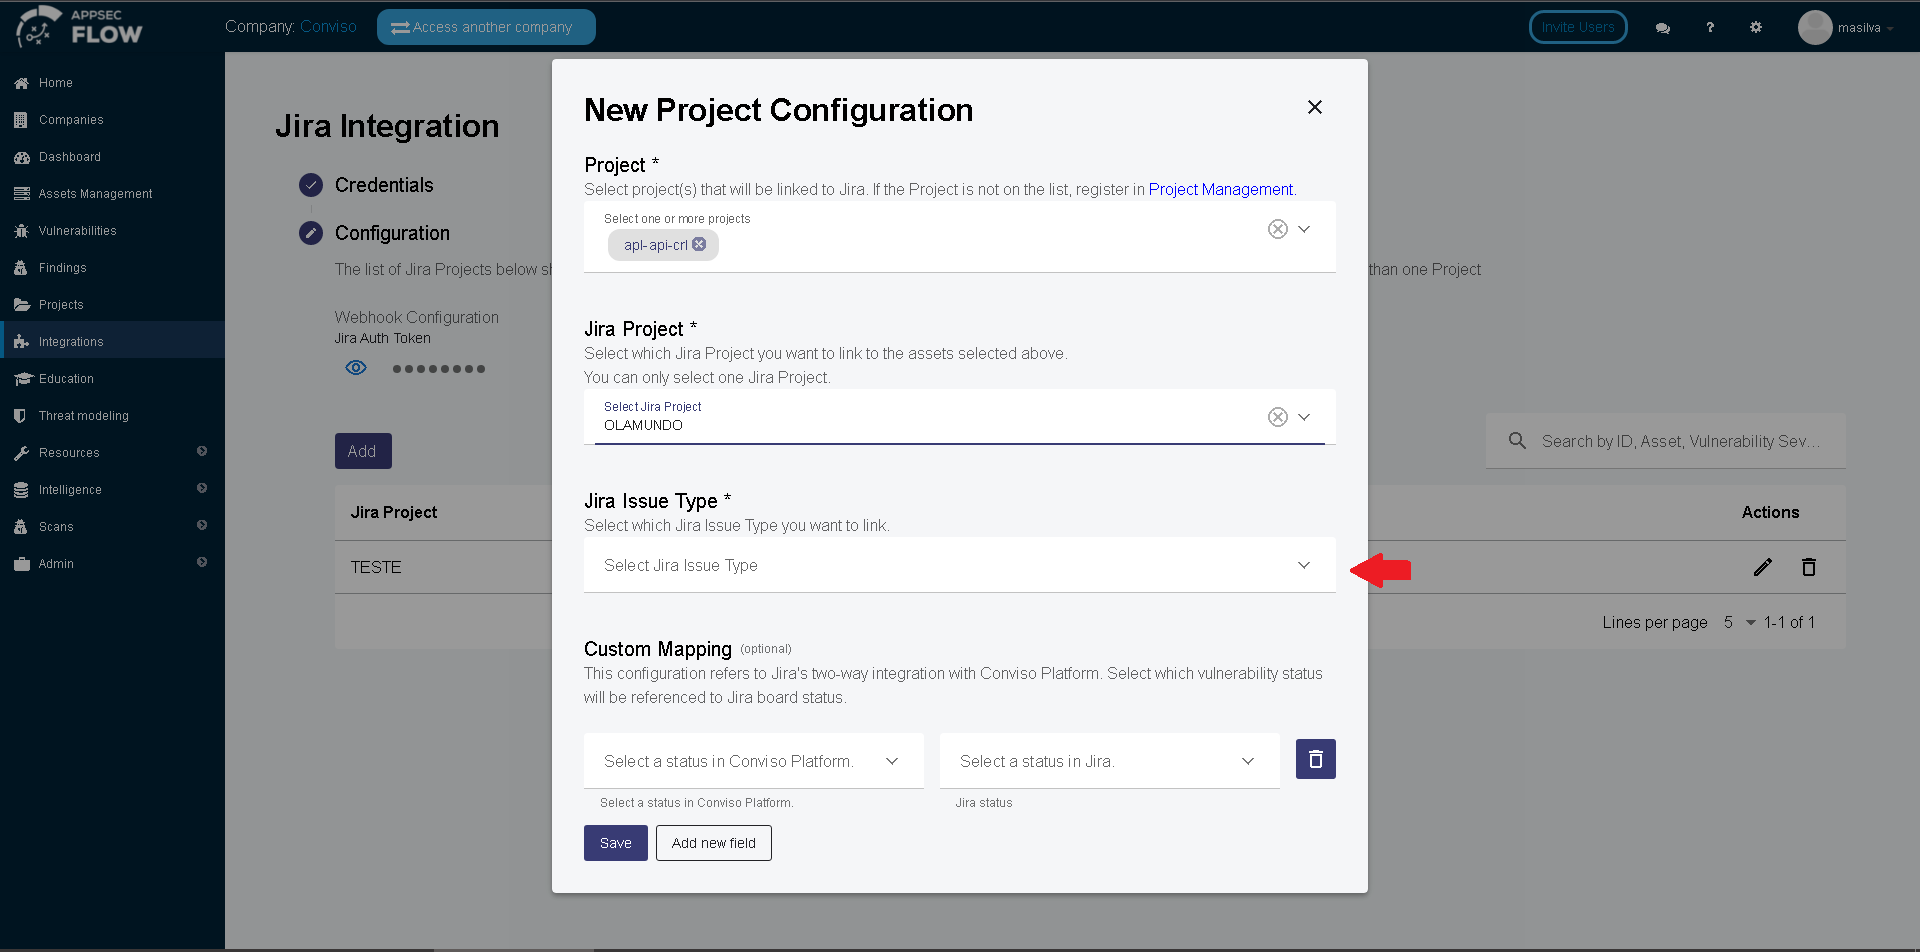 APPSEC
FLOW
Company: Conviso
Access another company
Invite Users
?
masilva
Home
Companies
Dashboard
Assets Management
Vulnerabilities
Findings
Projects
Integrations
Education
Threat modeling
Resources
Intelligence
Scans
Admin
Jira Integration
Credentials
Configuration
The list of Jira Projects below sh
than one Project
Webhook Configuration
Jira Auth Token
Add
Search by ID, Asset, Vulnerability Sev...
Jira Project
Actions
TESTE
Lines per page 5 1-1 of 1
New Project Configuration
Project *
Select project(s) that will be linked to Jira. If the Project is not on the list, register in Project Management.
Select one or more projects
apl-api-crl
Jira Project *
Select which Jira Project you want to link to the assets selected above.
You can only select one Jira Project.
Select Jira Project
OLAMUNDO
Jira Issue Type *
Select which Jira Issue Type you want to link.
Select Jira Issue Type
Custom Mapping (optional)
This configuration refers to Jira's two-way integration with Conviso Platform. Select which vulnerability status
will be referenced to Jira board status.
Select a status in Conviso Platform.
Select a status in Jira.
Select a status in Conviso Platform.
Jira status
Save
Add new field